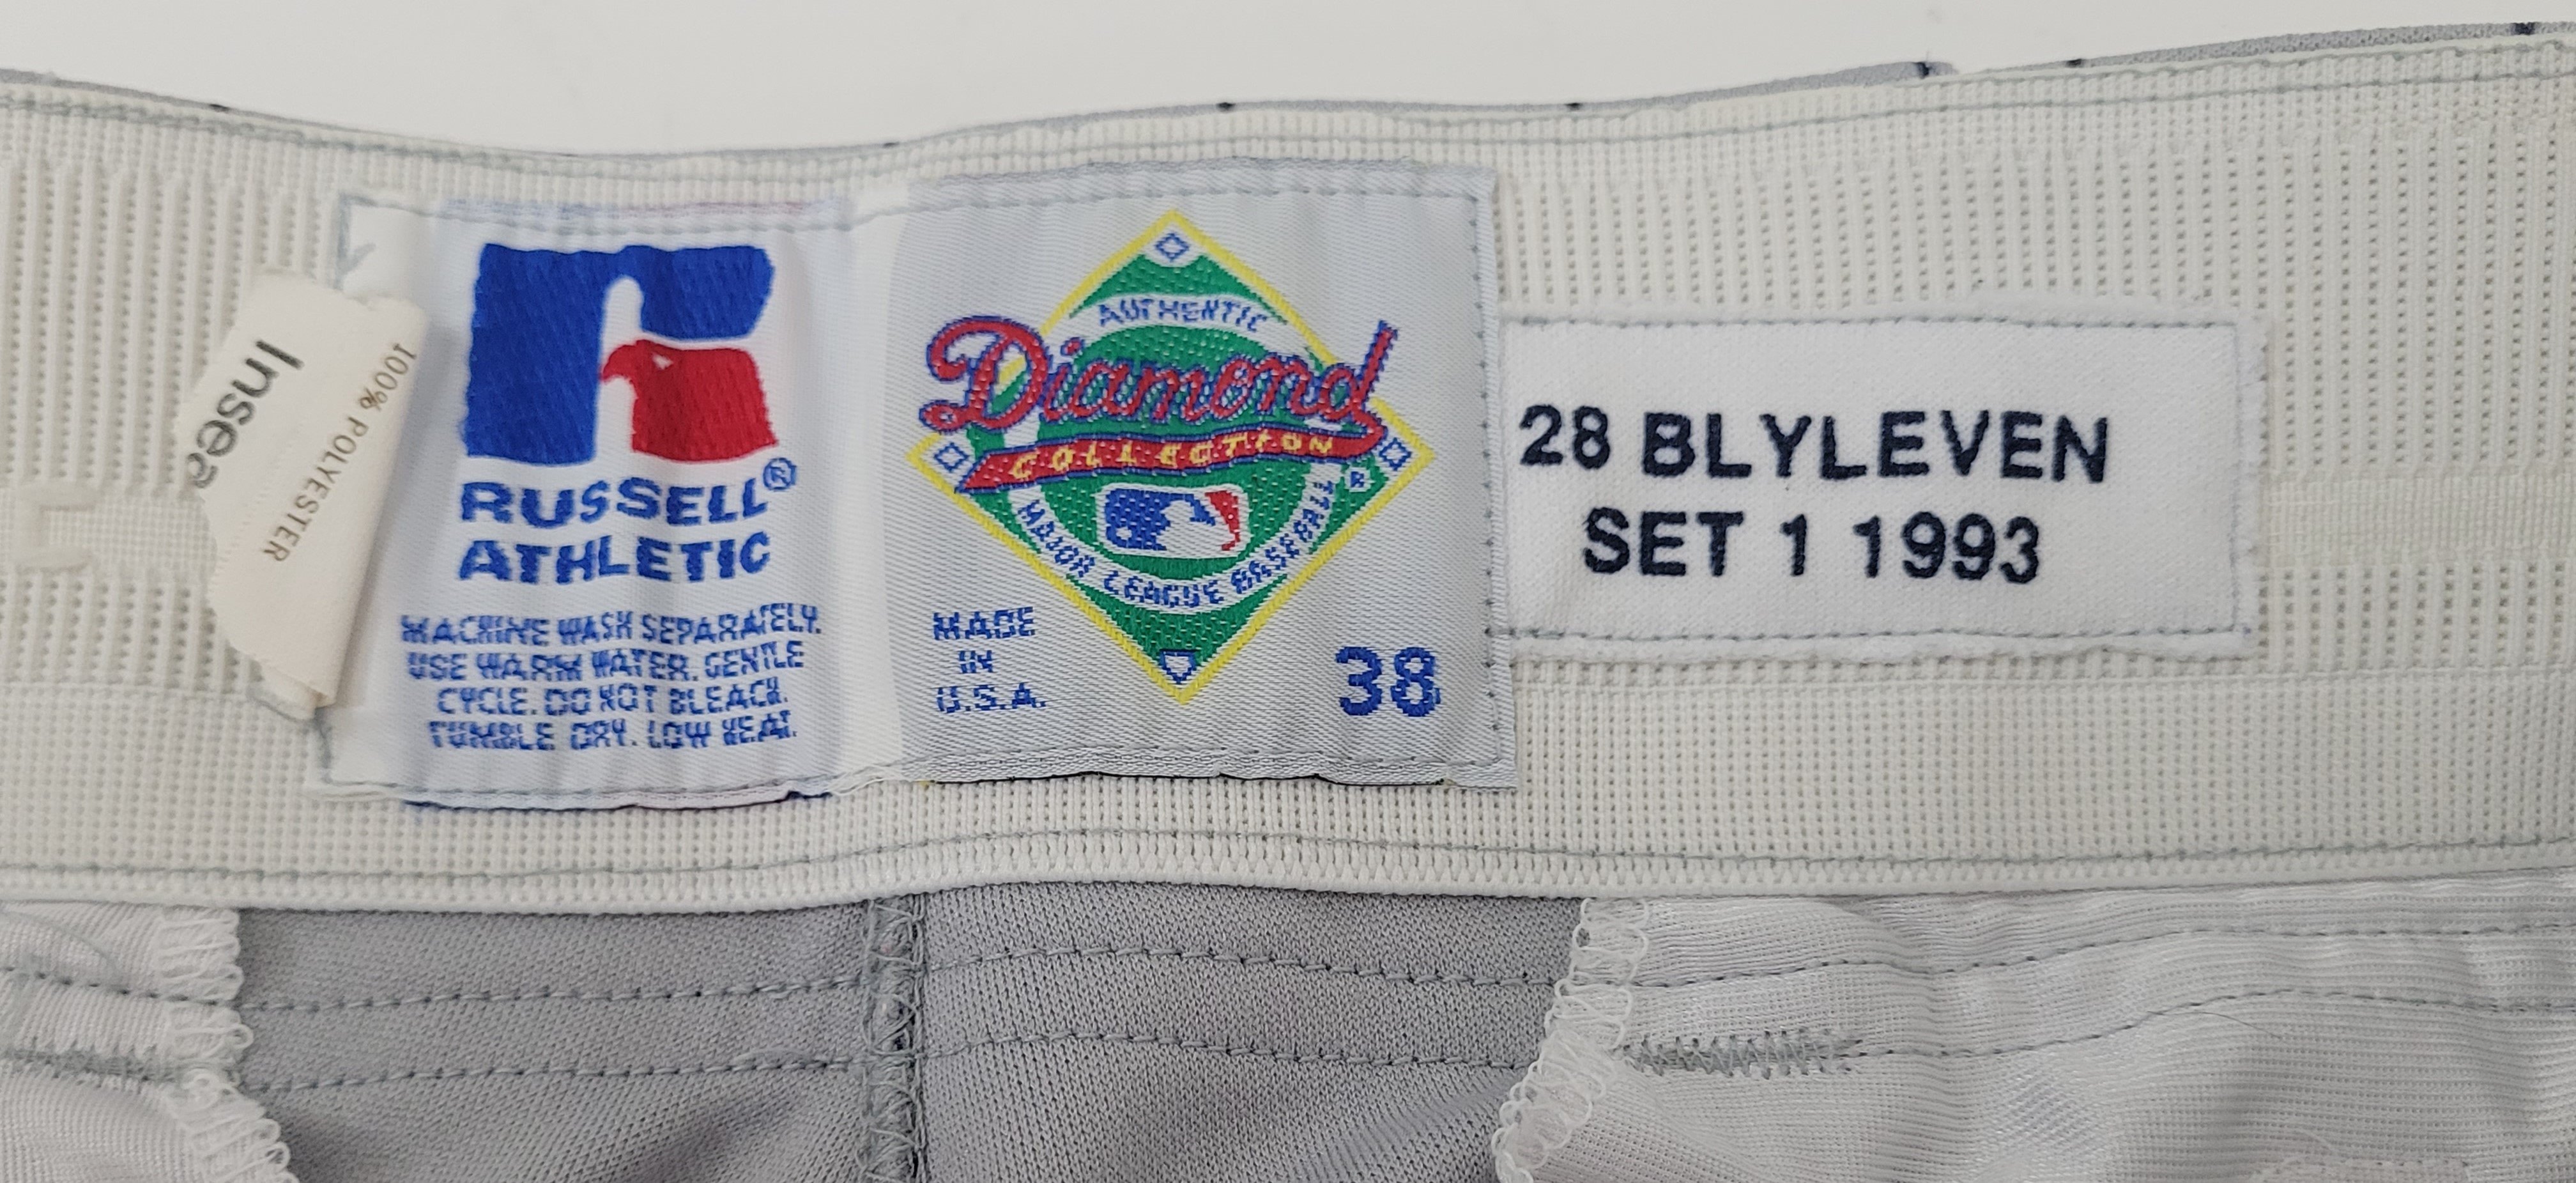 Insea
100% POLYESTER
RUSSELL®
ATHLETIC
MACHINE WASH SEPARATELY.
USE WARM WATER. GENTLE
CYCLE. DO NOT BLEACH.
TUMBLE DRY. LOW HEAT.
AUTHENTIC
Diamond
COLLECTION
MAJOR LEAGUE BASEBALL ®
MADE
IN
U.S.A.
38
28 BLYLEVEN
SET 1 1993